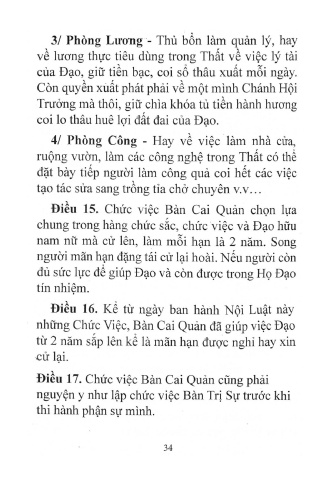 3/ Phòng Lương - Thủ bổn làm quản lý, hay
về lương thực tiêu dùng trong Thất về việc lý tài
của Đạo, giữ tiền bạc, coi số thâu xuất mỗi ngày.
Còn quyền xuất phát phải về một mình Chánh Hội
Trưởng mà thôi, giữ chìa khóa tủ tiền hành hương
coi lo thâu huê lợi đất đai của Đạo.
4/ Phòng Công - Hay về việc làm nhà cửa,
ruộng vườn, làm các công nghệ trong Thất có thể
đặt bày tiếp người làm công quả coi hết các việc
tạo tác sửa sang trồng tỉa chở chuyên v.v…
Điều 15. Chức việc Bàn Cai Quản chọn lựa
chung trong hàng chức sắc, chức việc và Đạo hữu
nam nữ mà cử lên, làm mỗi hạn là 2 năm. Song
người mãn hạn đặng tái cử lại hoài. Nếu người còn
đủ sức lực để giúp Đạo và còn được trong Họ Đạo
tín nhiệm.
Điều 16. Kể từ ngày ban hành Nội Luật này
những Chức Việc, Bàn Cai Quản đã giúp việc Đạo
từ 2 năm sắp lên kể là mãn hạn được nghỉ hay xin
cử lại.
Điều 17. Chức việc Bàn Cai Quản cũng phải
nguyện y như lập chức việc Bàn Trị Sự trước khi
thi hành phận sự mình.
34